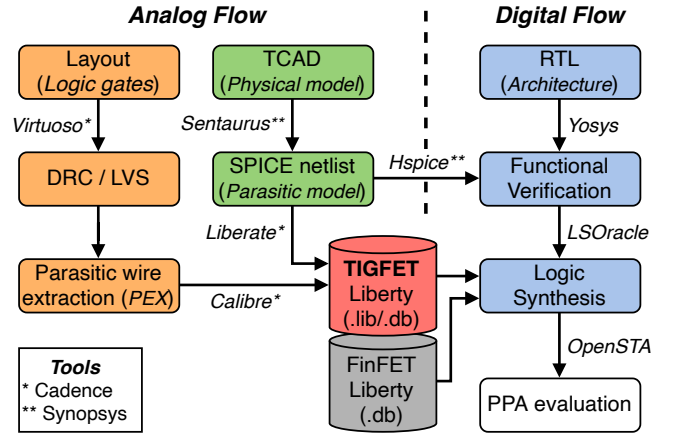 Analog Flow
Digital Flow
Layout
(Logic gates)
TCAD
(Physical model)
RTL
(Architecture)
Virtuoso*
Sentaurus**
Yosys
DRC / LVS
SPICE netlist
(Parasitic model)
Hspice**
Functional
Verification
Liberate*
LSOracle
Parasitic wire
extraction (PEX)
Calibre*
TIGFET
Liberty
(.lib/.db)
Logic
Synthesis
OpenSTA
FinFET
Liberty
(.db)
PPA evaluation
Tools
* Cadence
** Synopsys